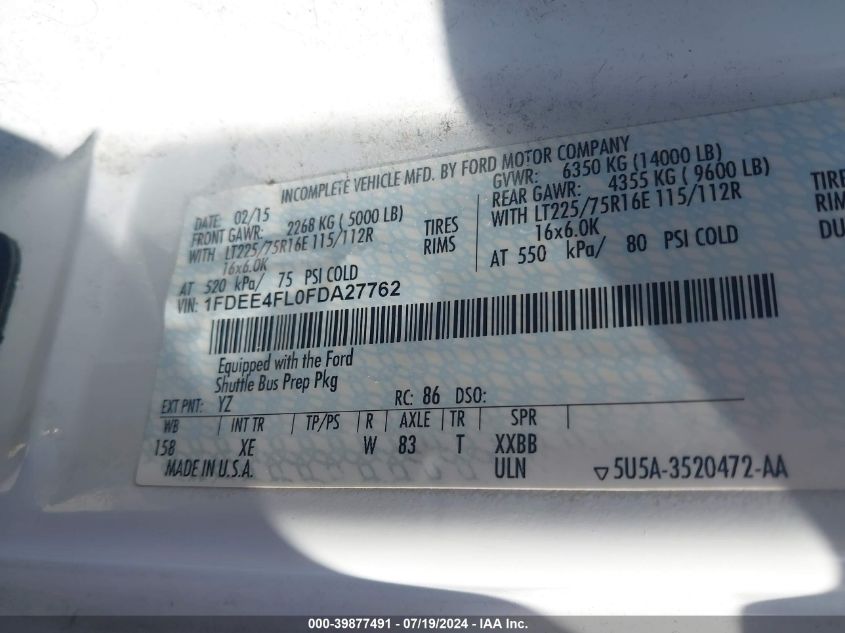 INCOMPLETE VEHICLE MFD. BY FORD MOTOR COMPANY
DATE: 02/15
FRONT GAWR: 2268 KG ( 5000 LB)
WITH LT225/75R16E 115/112R TIRES
16x6.0K RIMS
AT 520 kPa/ 75 PSI COLD
GVWR: 6350 KG (14000 LB)
REAR GAWR: 4355 KG ( 9600 LB)
WITH LT225/75R16E 115/112R TIRE
16x6.0K RIMS
AT 550 kPa/ 80 PSI COLD DU
VIN: 1FDEE4FL0FDA27762
Equipped with the Ford
Shuttle Bus Prep Pkg
EXT PNT: YZ RC: 86 DSO:
WB | INT TR | TP/PS | R | AXLE | TR | SPR
158 XE W 83 T XXBB
MADE IN U.S.A. ULN ▽5U5A-3520472-AA
000-39877491 - 07/19/2024 - IAA Inc.